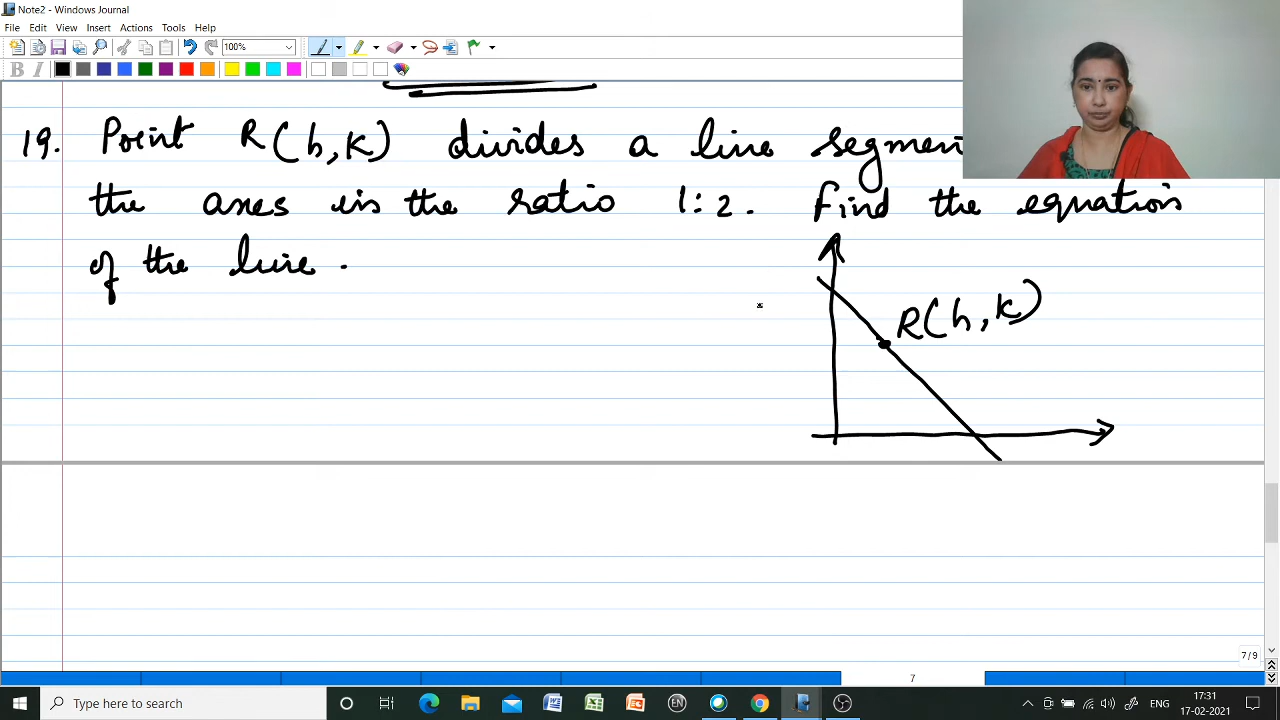 Note2 - Windows Journal
File Edit View Insert Actions Tools Help
100%
B I
19. Point R(h,k) divides a line segmen
the axes in the ratio 1:2. Find the equation
of the line.
R(h,k)
7/9
7
Type here to search
ENG
17:31
17-02-2021